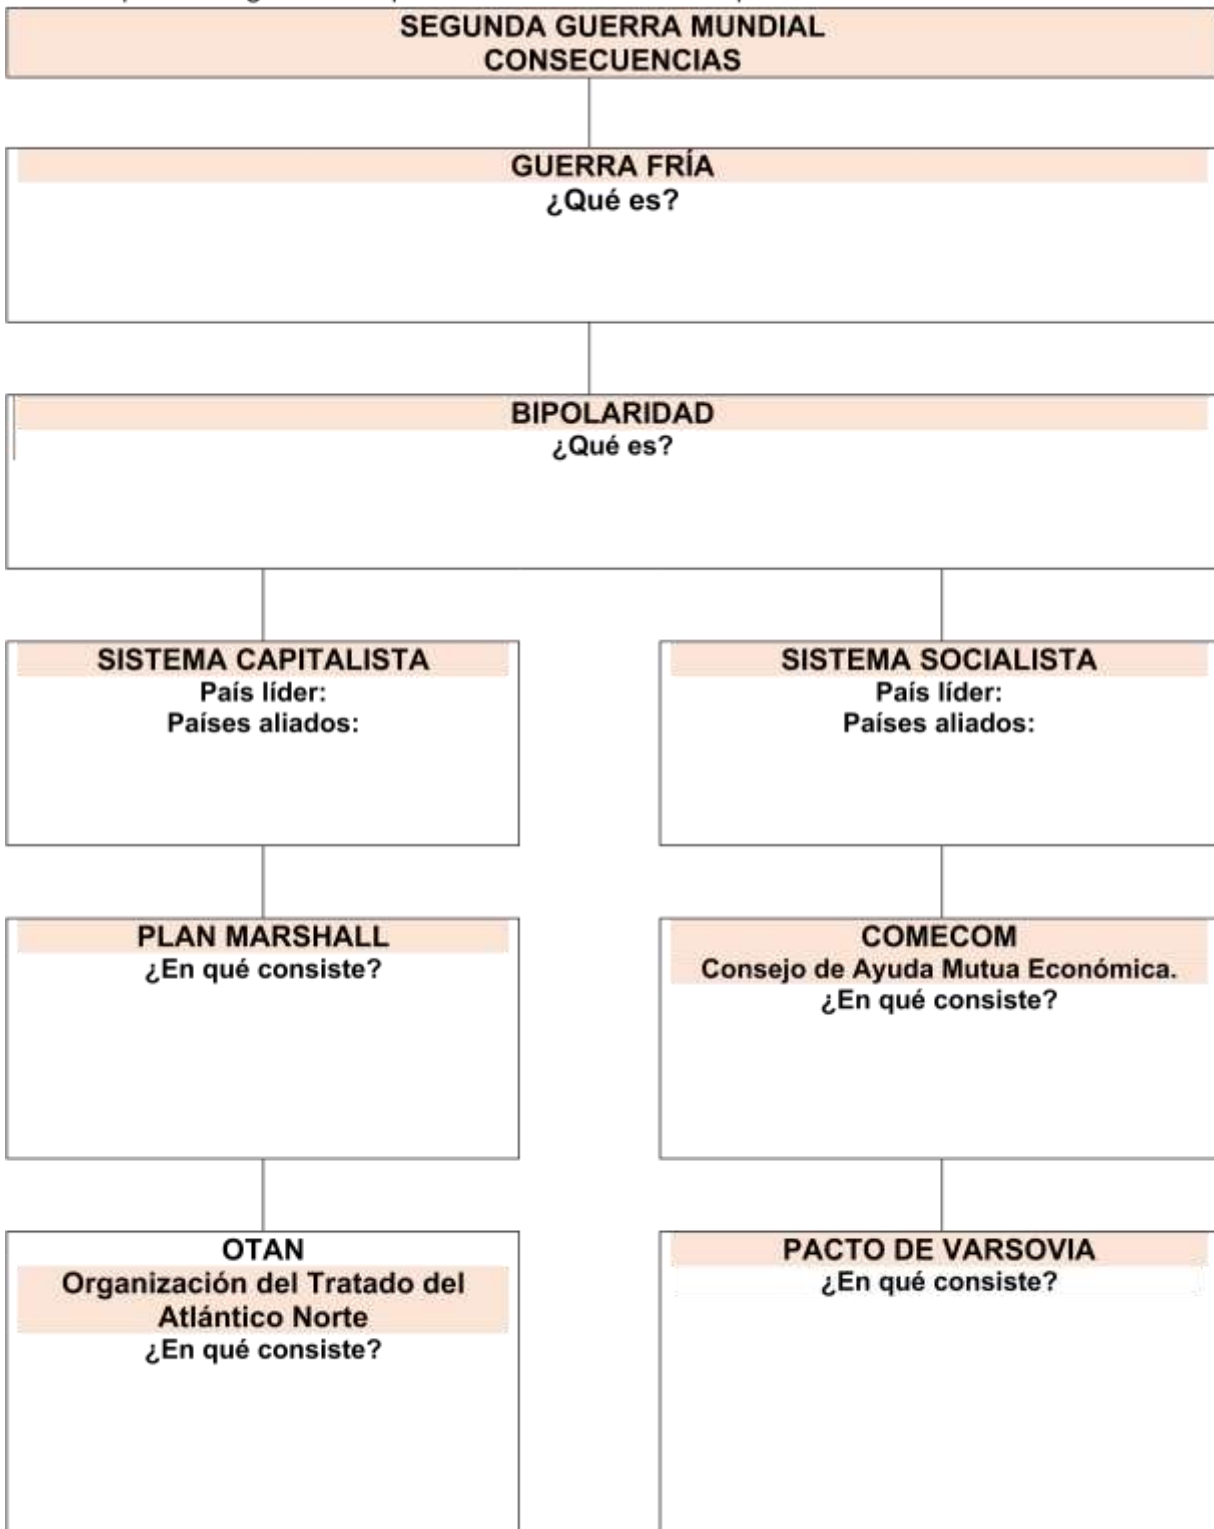 SEGUNDA GUERRA MUNDIAL
CONSECUENCIAS
GUERRA FRÍA
¿Qué es?
BIPOLARIDAD
¿Qué es?
SISTEMA CAPITALISTA
País líder:
Países aliados:
SISTEMA SOCIALISTA
País líder:
Países aliados:
PLAN MARSHALL
¿En qué consiste?
COMECOM
Consejo de Ayuda Mutua Económica.
¿En qué consiste?
OTAN
Organización del Tratado del
Atlántico Norte
¿En qué consiste?
PACTO DE VARSOVIA
¿En qué consiste?